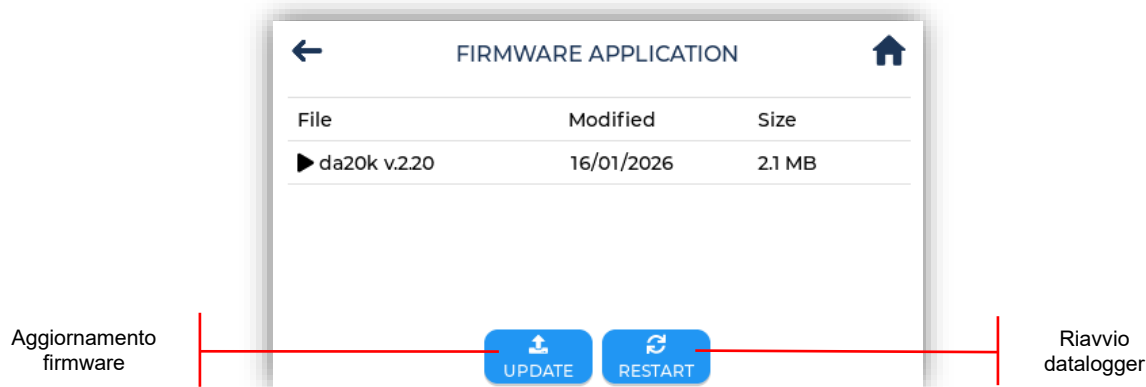 FIRMWARE APPLICATION
File Modified Size
da20k v.2.20 16/01/2026 2.1 MB
Aggiornamento
firmware
UPDATE
RESTART
Riavvio
datalogger